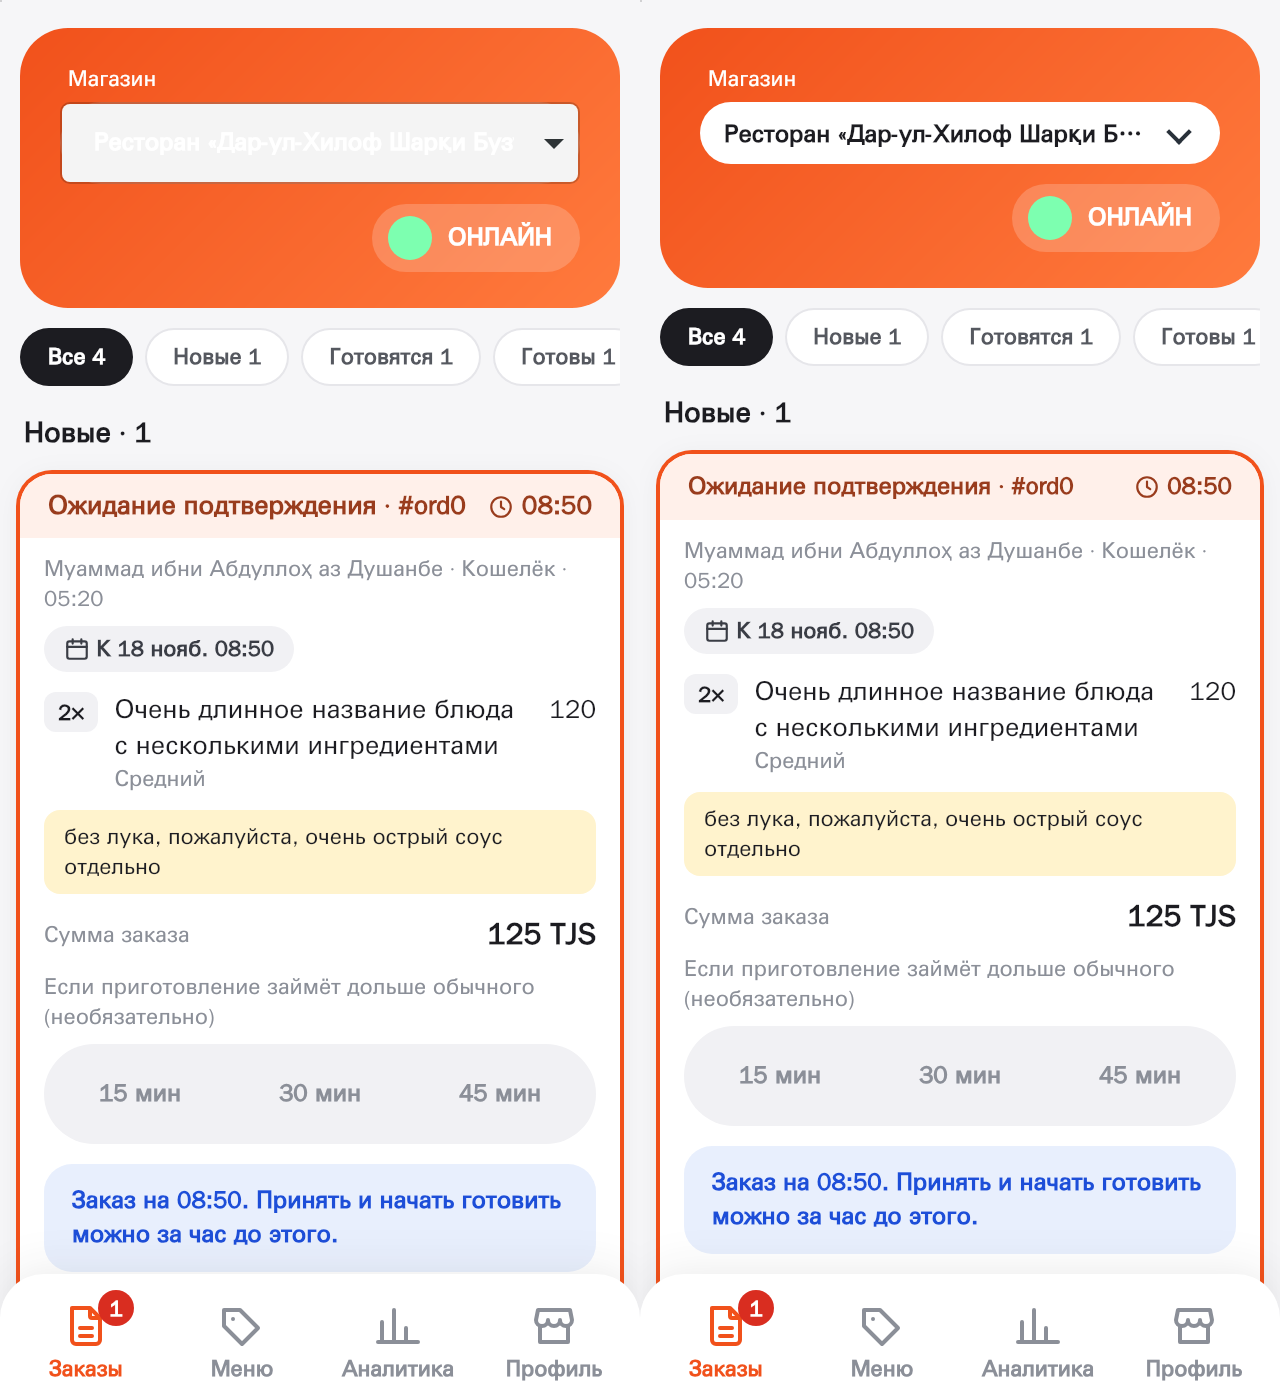 Магазин
Ресторан «Дар-ул-Хилоф Шарқи Буз
ОНЛАЙН
Все 4
Новые 1
Готовятся 1
Готовы 1
Новые · 1
Ожидание подтверждения · #ord0
08:50
Муаммад ибни Абдуллоҳ аз Душанбе · Кошелёк ·
05:20
К 18 нояб. 08:50
2×
Очень длинное название блюда
120
с несколькими ингредиентами
Средний
без лука, пожалуйста, очень острый соус
отдельно
Сумма заказа
125 TJS
Если приготовление займёт дольше обычного
(необязательно)
15 мин
30 мин
45 мин
Заказ на 08:50. Принять и начать готовить
можно за час до этого.
1
Заказы
Меню
Аналитика
Профиль
Магазин
Ресторан «Дар-ул-Хилоф Шарқи Б···
ОНЛАЙН
Все 4
Новые 1
Готовятся 1
Готовы 1
Новые · 1
Ожидание подтверждения · #ord0
08:50
Муаммад ибни Абдуллоҳ аз Душанбе · Кошелёк ·
05:20
К 18 нояб. 08:50
2×
Очень длинное название блюда
120
с несколькими ингредиентами
Средний
без лука, пожалуйста, очень острый соус
отдельно
Сумма заказа
125 TJS
Если приготовление займёт дольше обычного
(необязательно)
15 мин
30 мин
45 мин
Заказ на 08:50. Принять и начать готовить
можно за час до этого.
1
Заказы
Меню
Аналитика
Профиль